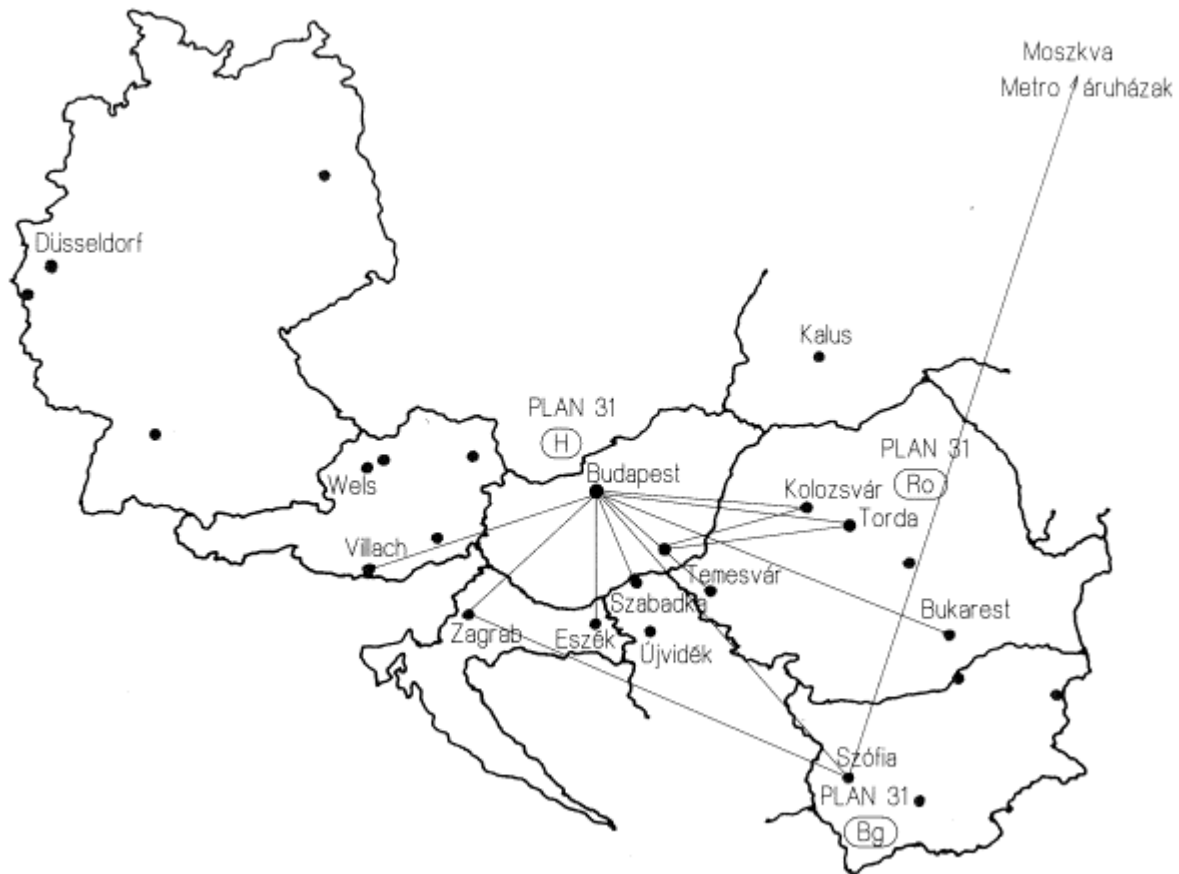 Moszkva
Metro áruházak
Düsseldorf
Kalus
PLAN 31
H
PLAN 31
Ro
Budapest
Wels
Kolozsvár
Torda
Villach
Temesvár
Szabadka
Bukarest
Zagrab
Eszék
Újvidék
Szófia
PLAN 31
Bg